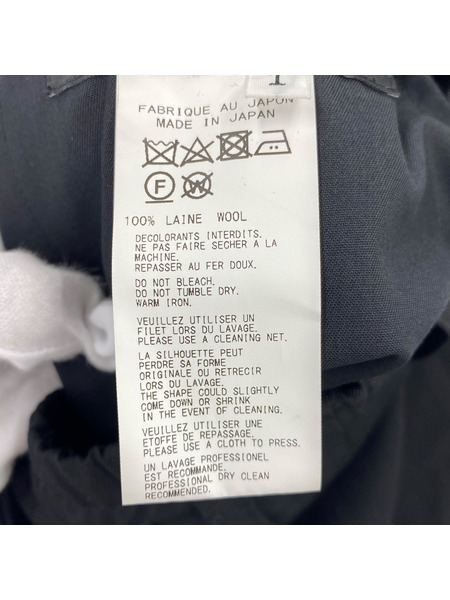 1
FABRIQUE AU JAPON
MADE IN JAPAN
F W
100% LAINE WOOL
DECOLORANTS INTERDITS.
NE PAS FAIRE SECHER A LA
MACHINE.
REPASSER AU FER DOUX.
DO NOT BLEACH.
DO NOT TUMBLE DRY.
WARM IRON.
VEUILLEZ UTILISER UN
FILET LORS DU LAVAGE.
PLEASE USE A CLEANING NET.
LA SILHOUETTE PEUT
PERDRE SA FORME
ORIGINALE OU RETRECIR
LORS DU LAVAGE.
THE SHAPE COULD SLIGHTLY
COME DOWN OR SHRINK
IN THE EVENT OF CLEANING.
VEUILLEZ UTILISER UNE
ETOFFE DE REPASSAGE.
PLEASE USE A CLOTH TO PRESS.
UN LAVAGE PROFESSIONEL
EST RECOMMANDE.
PROFESSIONAL DRY CLEAN
RECOMMENDED.